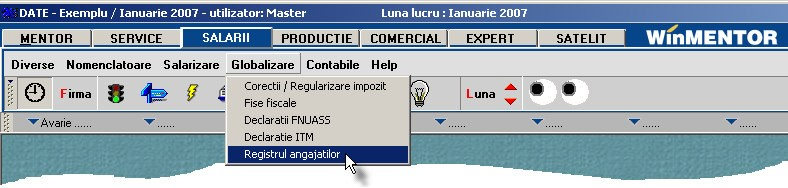 DATE - Exemplu / Ianuarie 2007 - utilizator: Master Luna lucru : Ianuarie 2007
MENTOR SERVICE SALARII PRODUCTIE COMERCIAL EXPERT SATELIT WinMENTOR
Diverse Nomenclatoare Salarizare Globalizare Contabile Help
Corectii / Regularizare impozit
Fise fiscale
Declaratii FNUASS
Declaratie ITM
Registrul angajatilor
Firma Luna
Avarie ...... ...... ...... ...... ......